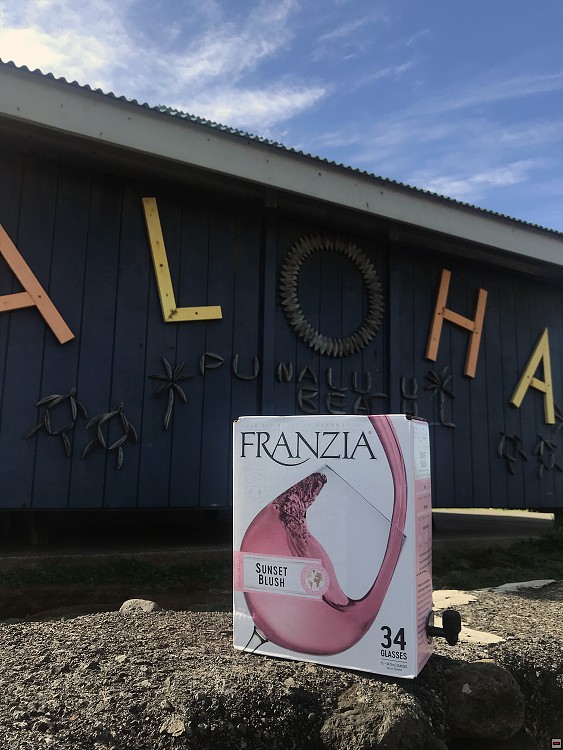 ALOHA
PUNALU U
BEACH
FRANZIA®
SUNSET
BLUSH
34
GLASSES